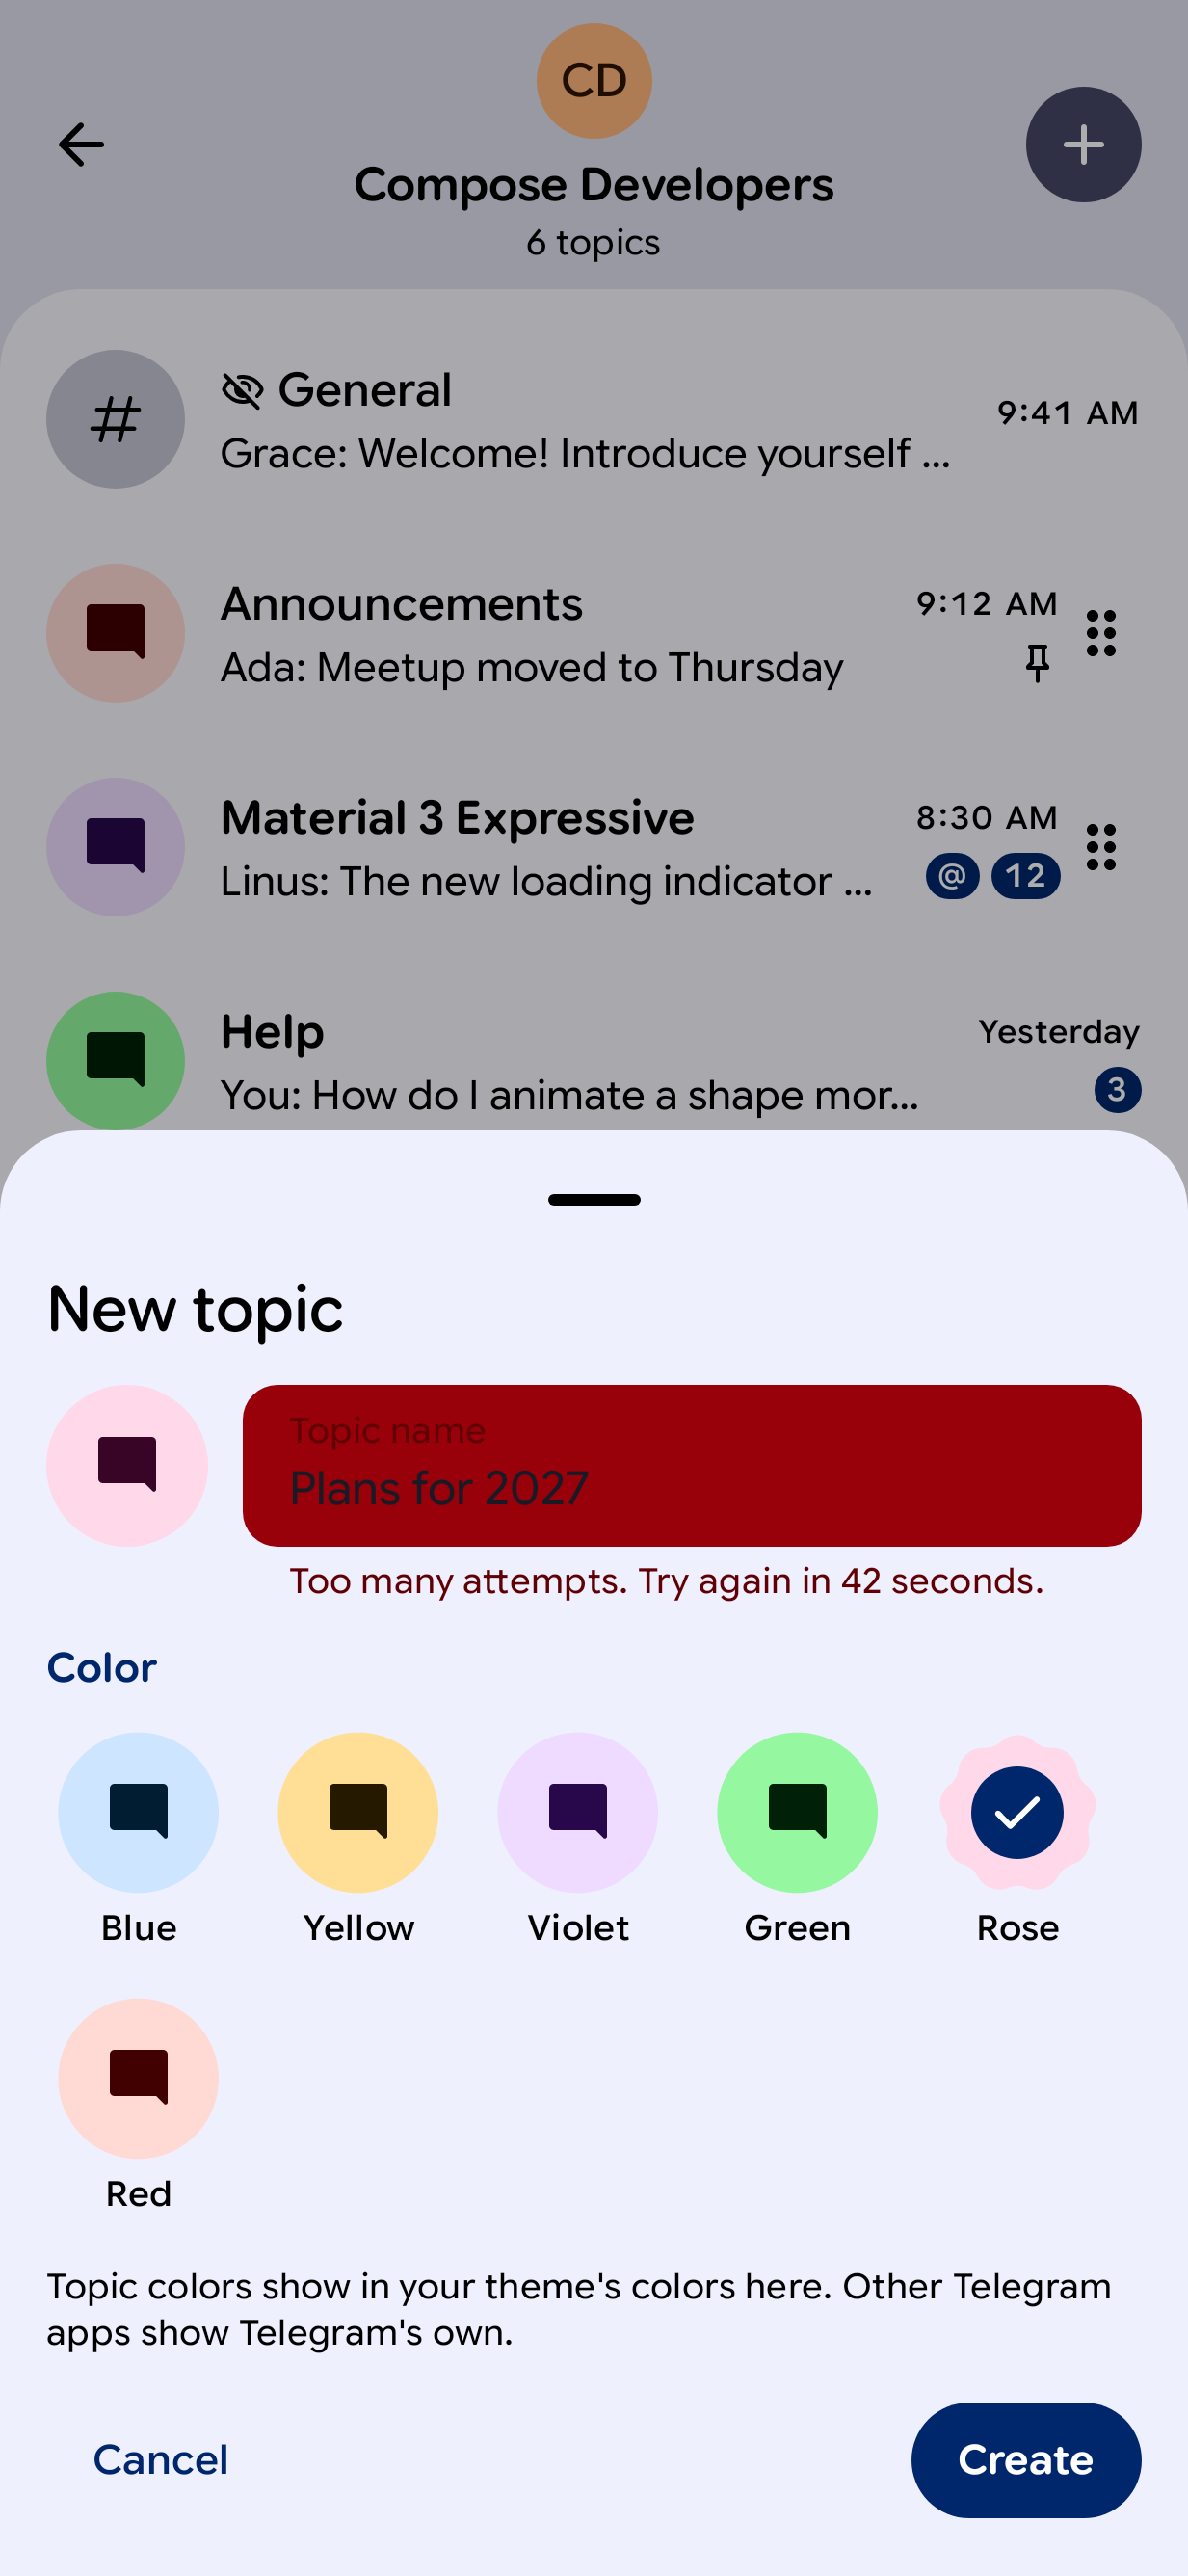 CD
Compose Developers
6 topics
General
9:41 AM
Grace: Welcome! Introduce yourself ...
Announcements
9:12 AM
Ada: Meetup moved to Thursday
Material 3 Expressive
8:30 AM
Linus: The new loading indicator ...
@ 12
Help
Yesterday
You: How do I animate a shape mor...
3
New topic
Topic name
Plans for 2027
Too many attempts. Try again in 42 seconds.
Color
Blue Yellow Violet Green Rose
Red
Topic colors show in your theme's colors here. Other Telegram
apps show Telegram's own.
Cancel Create